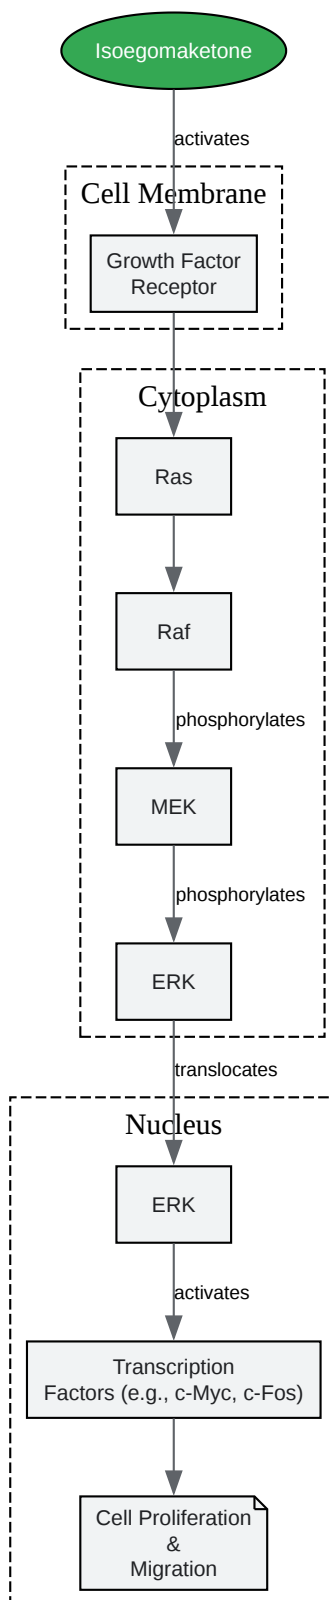 Isoegomaketone
activates
Cell Membrane
Growth Factor
Receptor
Cytoplasm
Ras
Raf
phosphorylates
MEK
phosphorylates
ERK
translocates
Nucleus
ERK
activates
Transcription
Factors (e.g., c-Myc, c-Fos)
Cell Proliferation
&
Migration